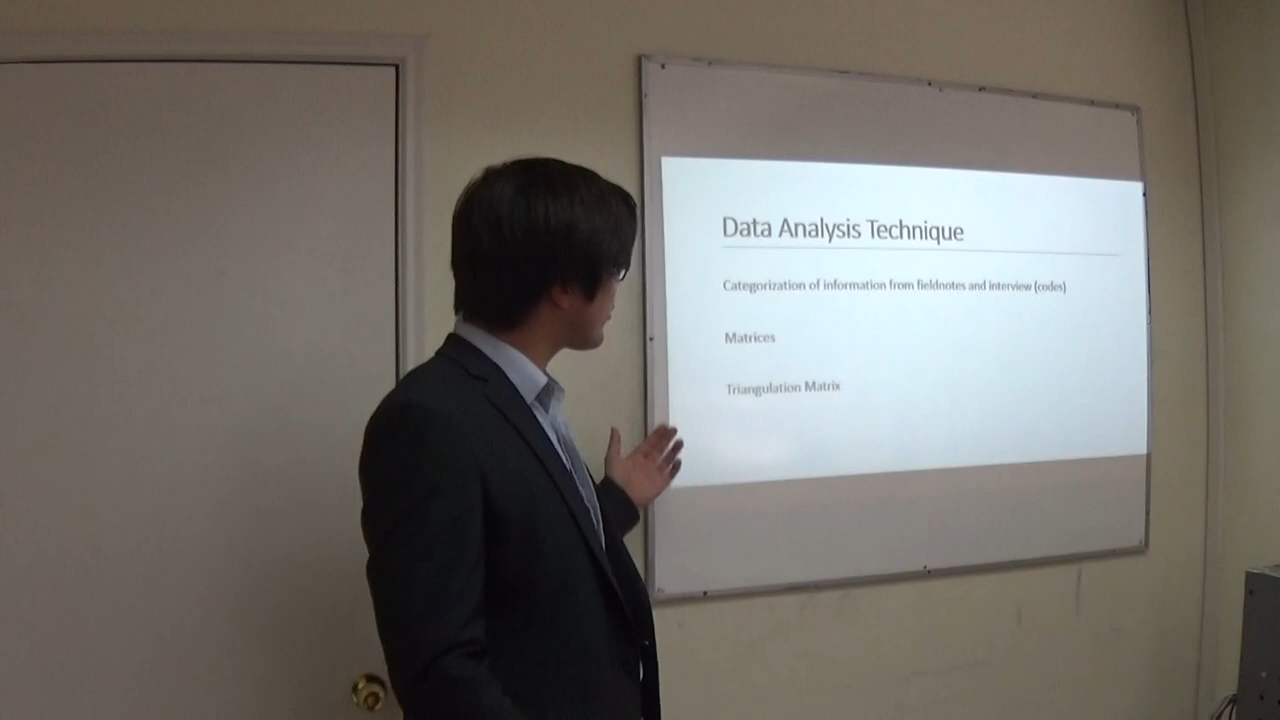 Data Analysis Technique
Categorization of information from fieldnotes and interview (codes)
Matrices
Triangulation Matrix